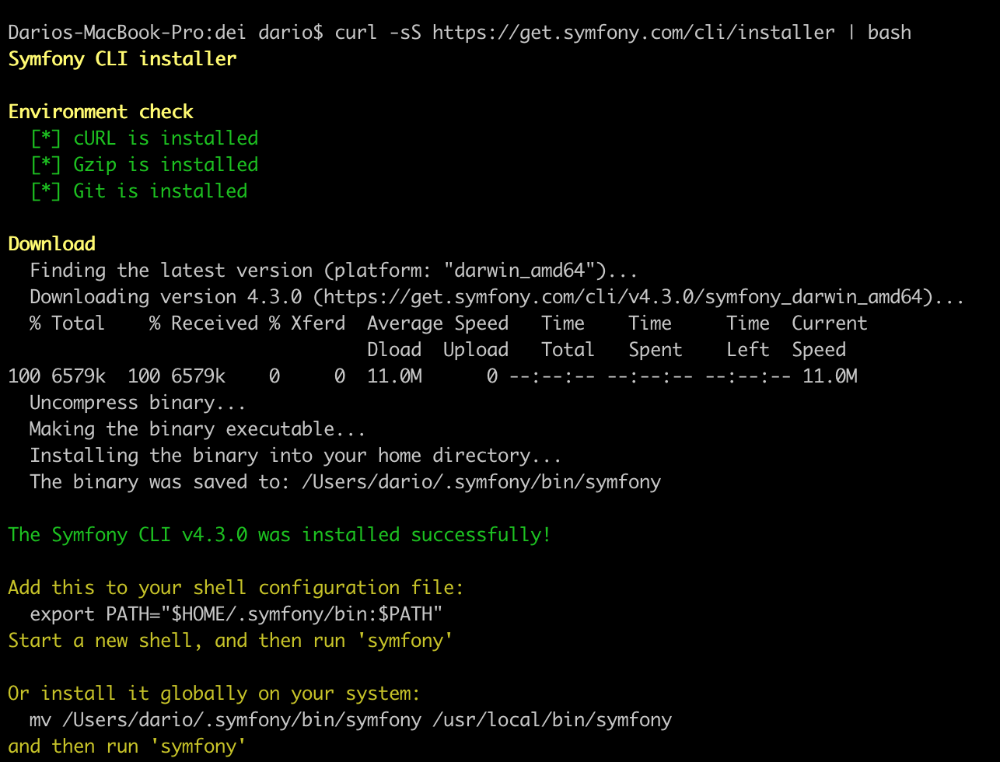 Darios-MacBook-Pro:dei dario$ curl -sS https://get.symfony.com/cli/installer | bash
Symfony CLI installer
Environment check
[*] cURL is installed
[*] Gzip is installed
[*] Git is installed
Download
Finding the latest version (platform: "darwin_amd64")...
Downloading version 4.3.0 (https://get.symfony.com/cli/v4.3.0/symfony_darwin_amd64)...
% Total    % Received % Xferd  Average Speed   Time    Time     Time  Current
Dload  Upload   Total   Spent    Left  Speed
100 6579k  100 6579k    0     0  11.0M      0 --:--:-- --:--:-- --:--:-- 11.0M
Uncompress binary...
Making the binary executable...
Installing the binary into your home directory...
The binary was saved to: /Users/dario/.symfony/bin/symfony
The Symfony CLI v4.3.0 was installed successfully!
Add this to your shell configuration file:
export PATH="$HOME/.symfony/bin:$PATH"
Start a new shell, and then run 'symfony'
Or install it globally on your system:
mv /Users/dario/.symfony/bin/symfony /usr/local/bin/symfony
and then run 'symfony'